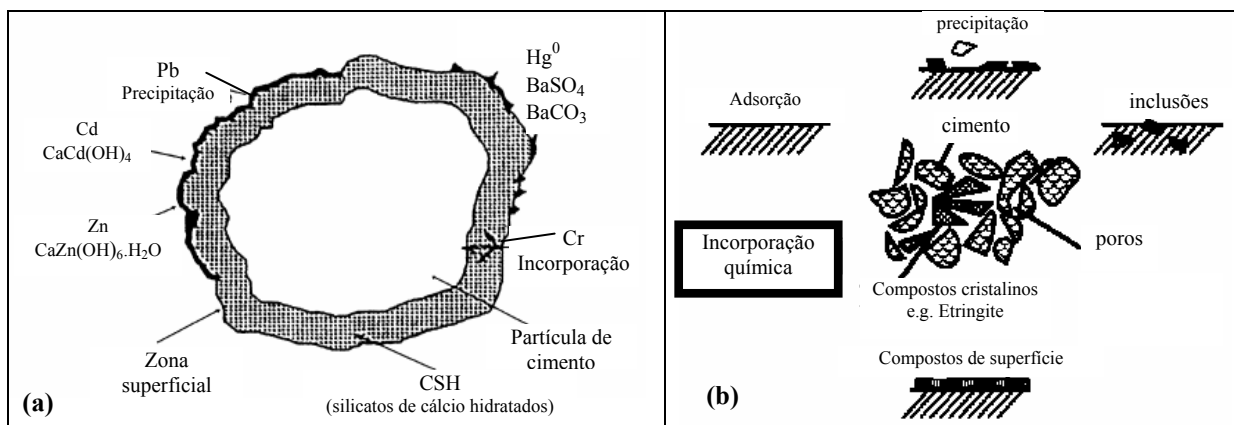 Pb
Precipitação
Cd
CaCd(OH)₄
Zn
CaZn(OH)₆.H₂O
Zona
superficial
(a)
Hg⁰
BaSO₄
BaCO₃
Cr
Incorporação
Partícula de
cimento
CSH
(silicatos de cálcio hidratados)
precipitação
Adsorção
inclusões
cimento
Incorporação
química
poros
Compostos cristalinos
e.g. Etringite
Compostos de superfície
(b)